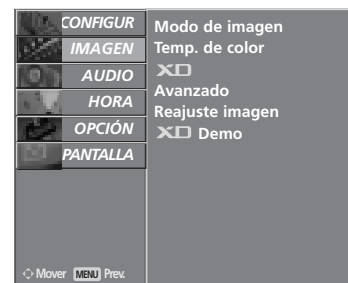 CONFIGUR
IMAGEN
AUDIO
HORA
OPCIÓN
PANTALLA
Mover MENU Prev.
Modo de imagen
Temp. de color
XD
Avanzado
Reajuste imagen
XD Demo